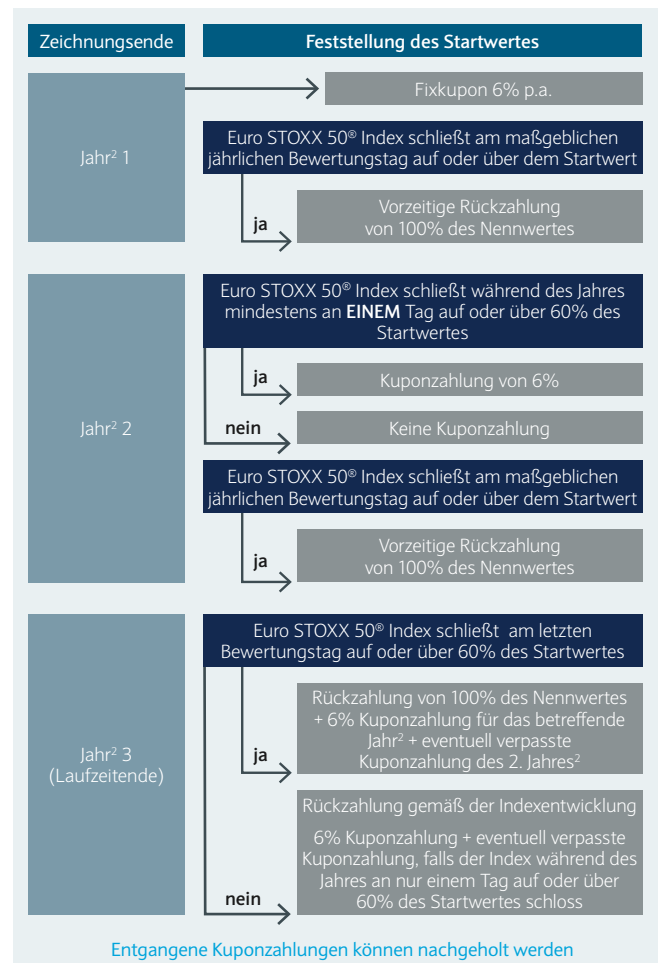 Zeichnungsende
Feststellung des Startwertes
Jahr² 1
Fixkupon 6% p.a.
Euro STOXX 50® Index schließt am maßgeblichen
jährlichen Bewertungstag auf oder über dem Startwert
ja
Vorzeitige Rückzahlung
von 100% des Nennwertes
Jahr² 2
Euro STOXX 50® Index schließt während des Jahres
mindestens an EINEM Tag auf oder über 60% des
Startwertes
ja
Kuponzahlung von 6%
nein
Keine Kuponzahlung
Euro STOXX 50® Index schließt am maßgeblichen
jährlichen Bewertungstag auf oder über dem Startwert
ja
Vorzeitige Rückzahlung
von 100% des Nennwertes
Jahr² 3
(Laufzeitende)
Euro STOXX 50® Index schließt am letzten
Bewertungstag auf oder über 60% des Startwertes
ja
Rückzahlung von 100% des Nennwertes
+ 6% Kuponzahlung für das betreffende
Jahr² + eventuell verpasste
Kuponzahlung des 2. Jahres²
nein
Rückzahlung gemäß der Indexentwicklung
6% Kuponzahlung + eventuell verpasste
Kuponzahlung, falls der Index während des
Jahres an nur einem Tag auf oder über
60% des Startwertes schloss
Entgangene Kuponzahlungen können nachgeholt werden